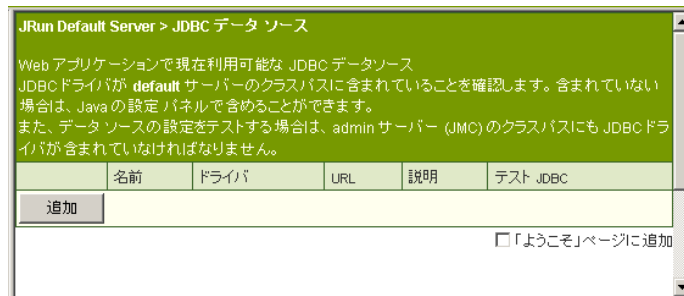 JRun Default Server > JDBC データ ソース
Web アプリケーションで現在利用可能な JDBC データソース
JDBCドライバが default サーバーのクラスパスに含まれていることを確認します。含まれていない
場合は、Java の設定 パネルで含めることができます。
また、データ ソースの設定をテストする場合は、admin サーバー (JMC) のクラスパスにも JDBCドラ
イバが含まれていなければなりません。
名前 ドライバ URL 説明 テスト JDBC
追加
「ようこそ」ページに追加